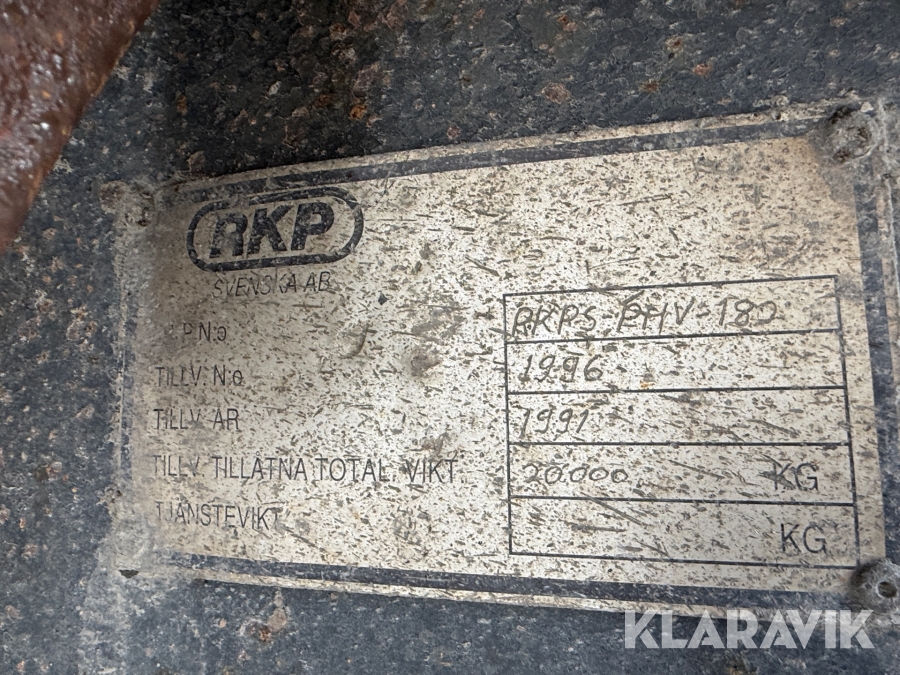 RKP
SVENSKA AB
P N:o RKPS-PHV-180
TILLV. N:o 1996
TILLV ÅR 1991
TILLV. TILLÅTNA TOTAL. VIKT. 20.000 KG
TJÄNSTEVIKT KG
KLARAVIK